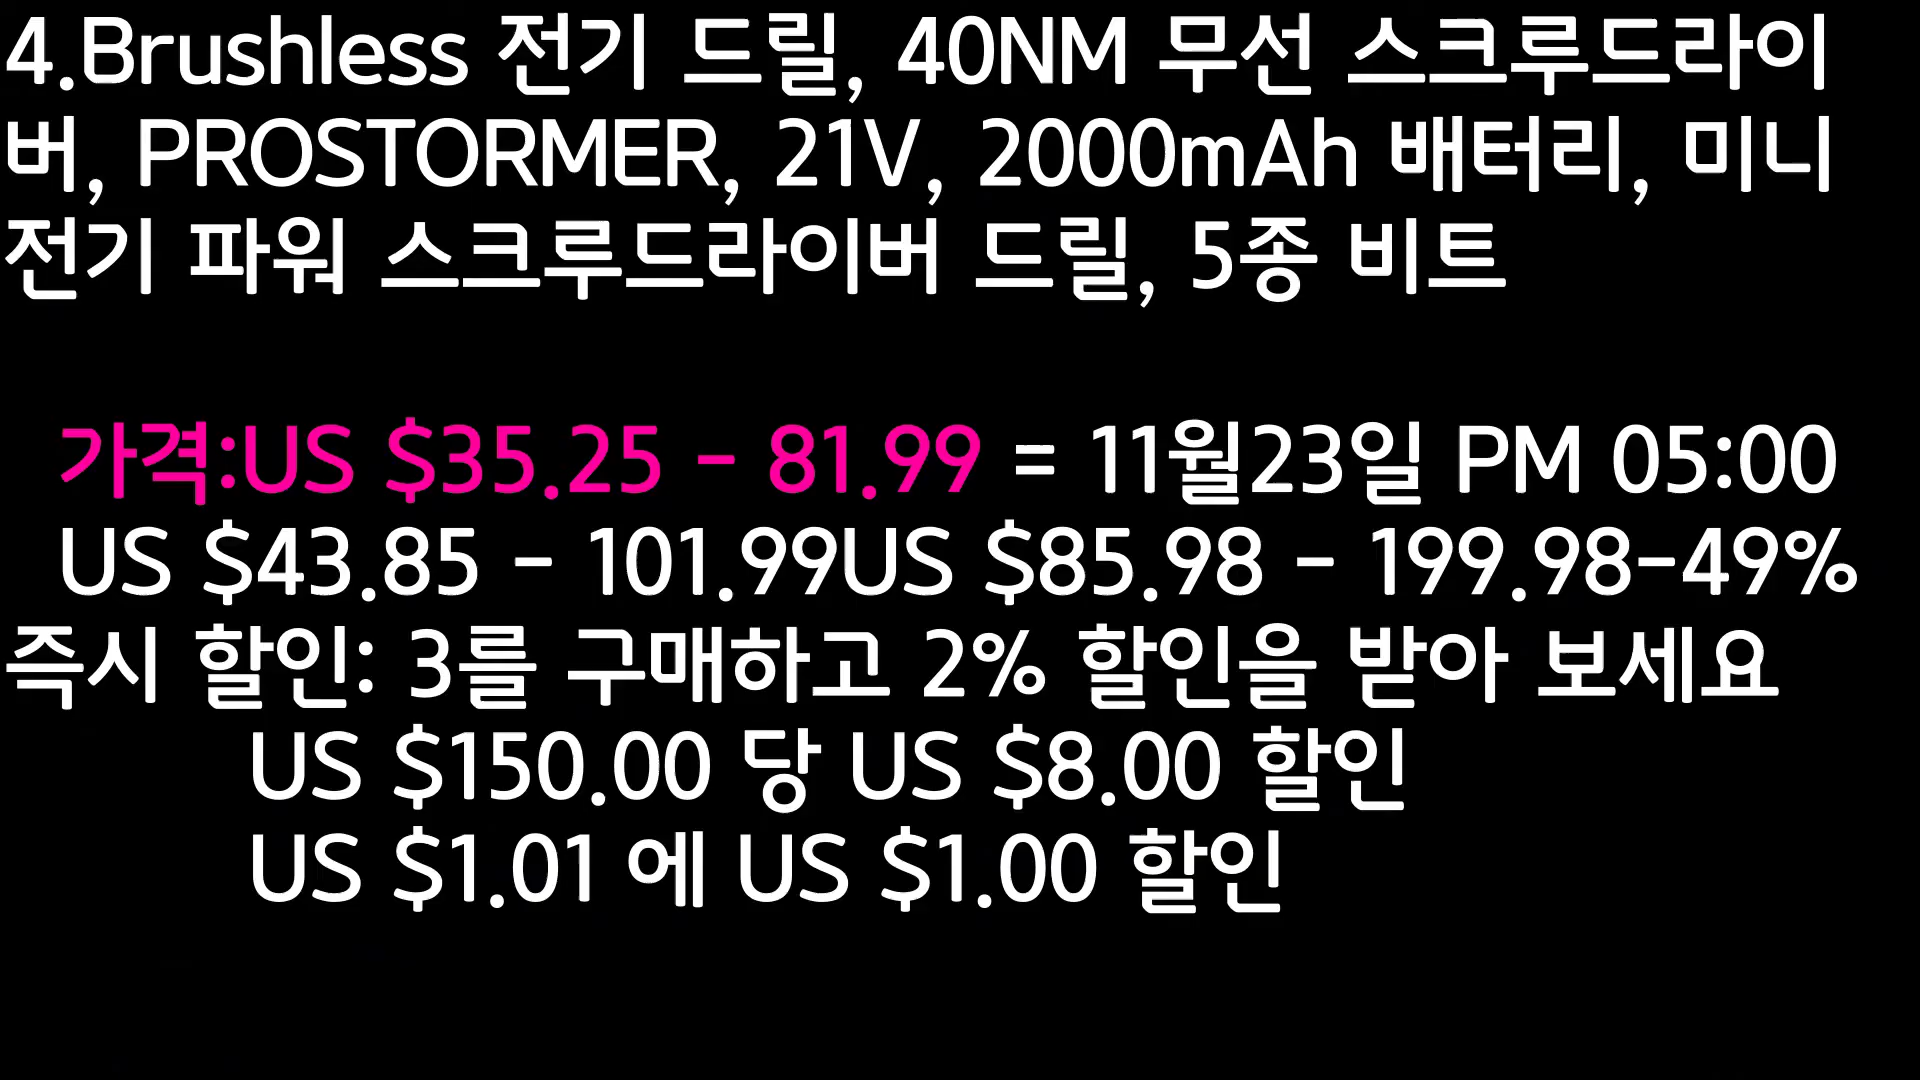 4.Brushless 전기 드릴, 40NM 무선 스크루드라이
버, PROSTORMER, 21V, 2000mAh 배터리, 미니
전기 파워 스크루드라이버 드릴, 5종 비트
가격:US $35.25 - 81.99 = 11월23일 PM 05:00
US $43.85 - 101.99US $85.98 - 199.98-49%
즉시 할인: 3를 구매하고 2% 할인을 받아 보세요
US $150.00 당 US $8.00 할인
US $1.01 에 US $1.00 할인